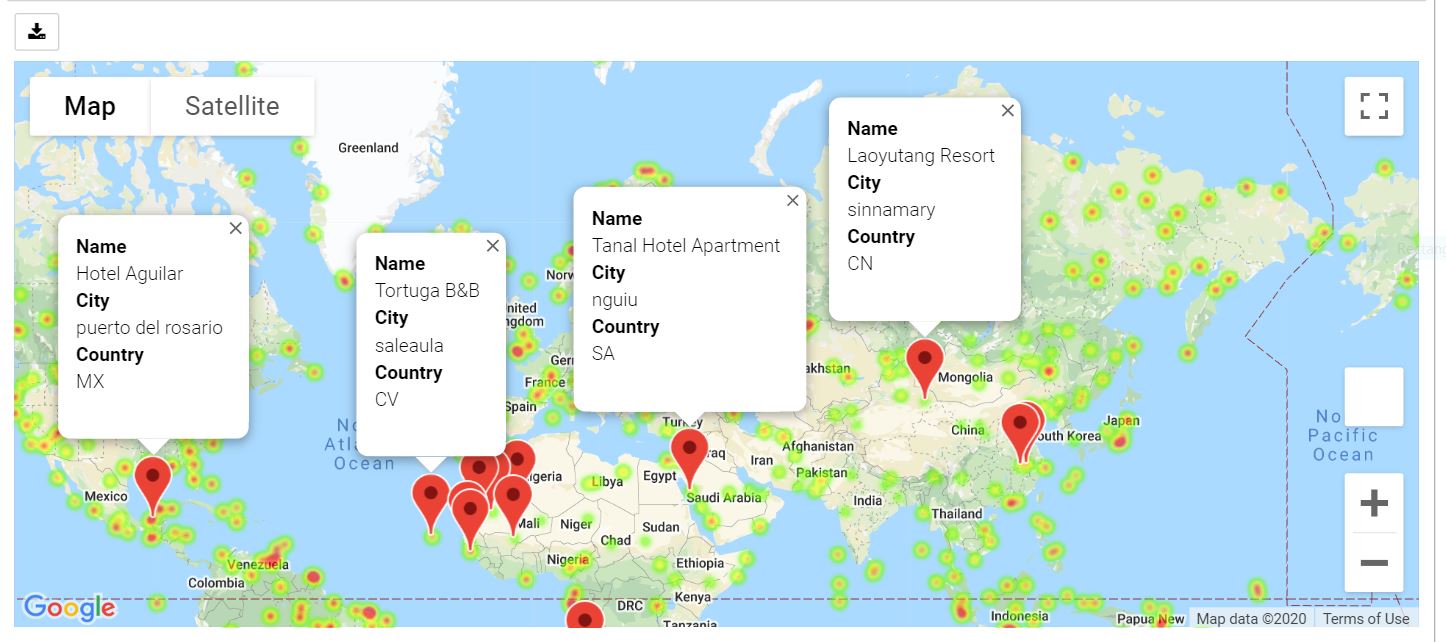 Map
Satellite
Greenland
Name
Laoyutang Resort
City
sinnamary
Country
CN
Name
Tanal Hotel Apartment
City
nguiu
Country
SA
Name
Hotel Aguilar
City
puerto del rosario
Country
MX
Name
Tortuga B&B
City
saleaula
Country
CV
Norw
nited
ngdom
Ger
France
Spain
akhstan
Mongolia
No
Atla
Ocean
Turkey
China
outh Korea
Japan
No
Pacific
Ocean
raq
Iran
Afghanistan
Pakistan
Mexico
lgeria
Libya
Egypt
Saudi Arabia
India
Thailand
Mali
Niger
Chad
Sudan
Nigeria
Ethiopia
Venezuela
Colombia
Kenya
DRC
Tanzania
Indonesia
Papua New
Google
Map data ©2020
Terms of Use